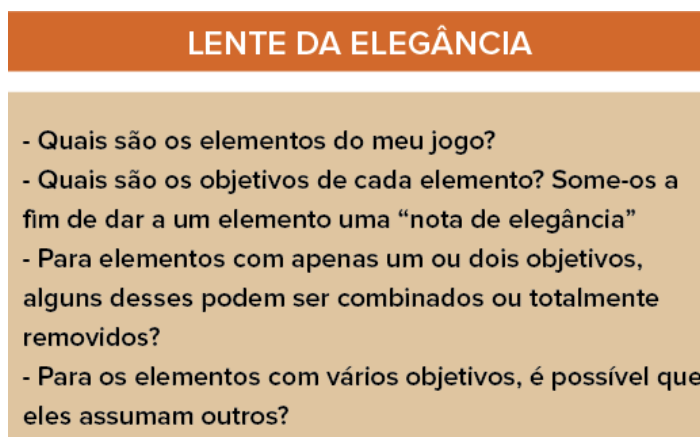 LENTE DA ELEGÂNCIA
- Quais são os elementos do meu jogo?
- Quais são os objetivos de cada elemento? Some-os a
fim de dar a um elemento uma “nota de elegância”
- Para elementos com apenas um ou dois objetivos,
alguns desses podem ser combinados ou totalmente
removidos?
- Para os elementos com vários objetivos, é possível que
eles assumam outros?